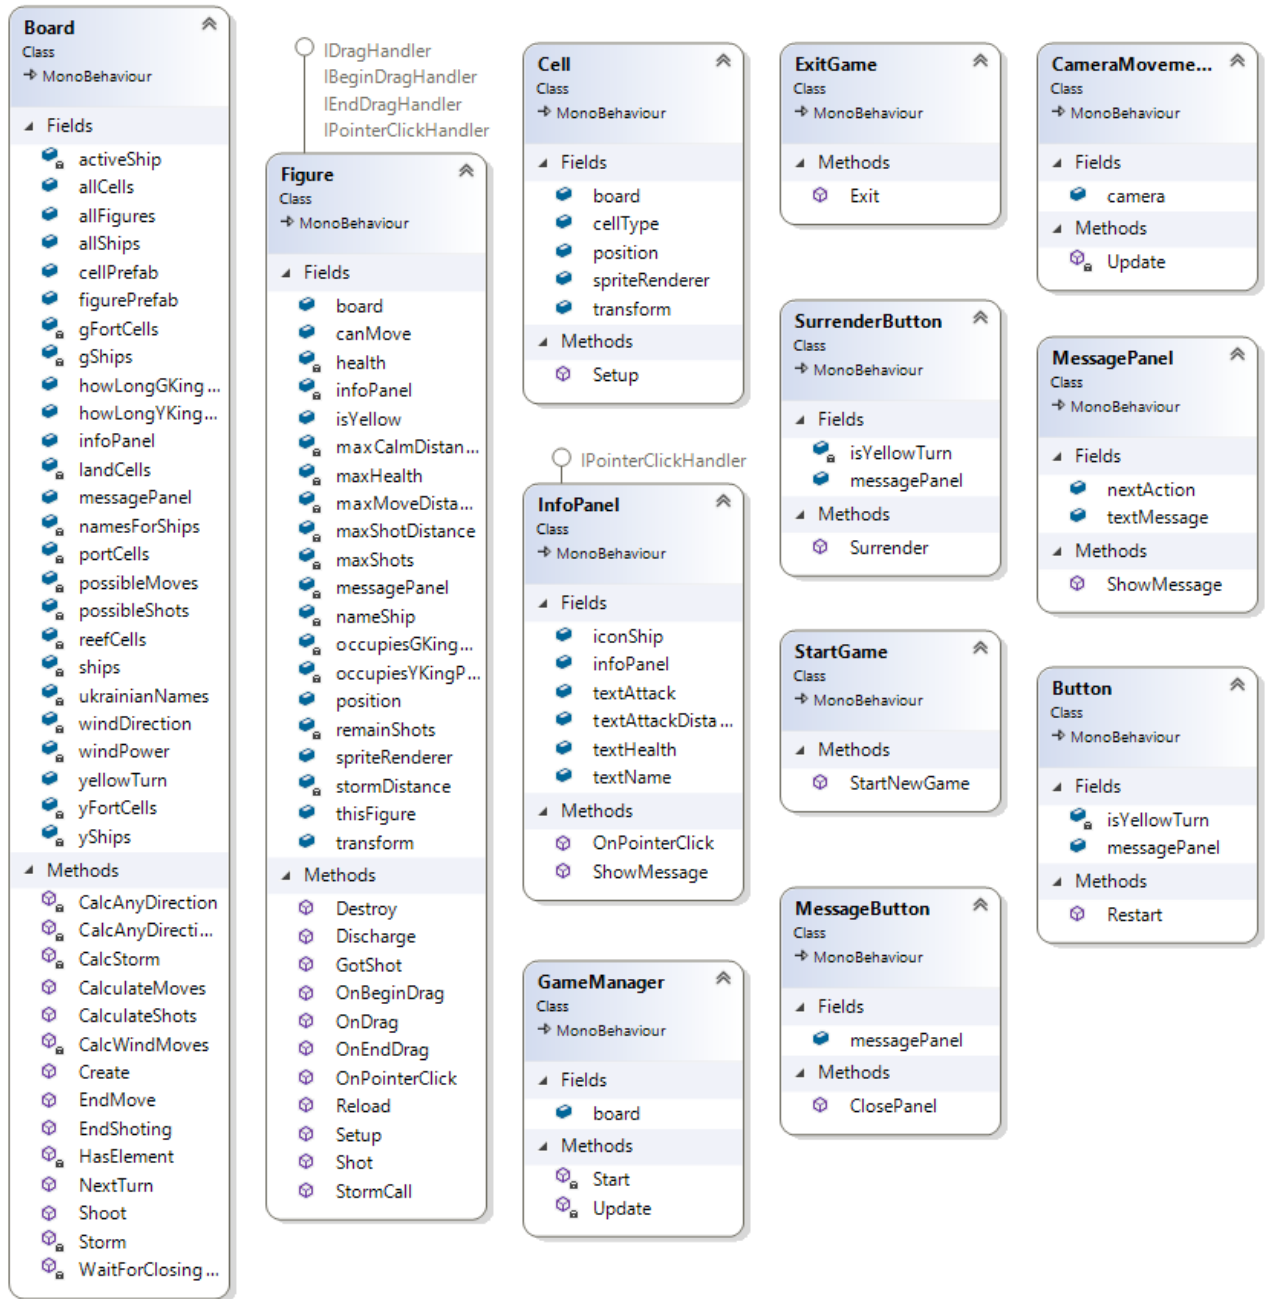 Board
Class
MonoBehaviour
Fields
activeShip
allCells
allFigures
allShips
cellPrefab
figurePrefab
gFortCells
gShips
howLongGKing...
howLongYKing...
infoPanel
landCells
messagePanel
namesForShips
portCells
possibleMoves
possibleShots
reefCells
ships
ukrainianNames
windDirection
windPower
yellowTurn
yFortCells
yShips
Methods
CalcAnyDirection
CalcAnyDirecti...
CalcStorm
CalculateMoves
CalculateShots
CalcWindMoves
Create
EndMove
EndShoting
HasElement
NextTurn
Shoot
Storm
WaitForClosing...
IDragHandler
IBeginDragHandler
IEndDragHandler
IPointerClickHandler
Figure
Class
MonoBehaviour
Fields
board
canMove
health
infoPanel
isYellow
maxCalmDistan...
maxHealth
maxMoveDista...
maxShotDistance
maxShots
messagePanel
nameShip
occupiesGKing...
occupiesYKingP...
position
remainShots
spriteRenderer
stormDistance
thisFigure
transform
Methods
Destroy
Discharge
GotShot
OnBeginDrag
OnDrag
OnEndDrag
OnPointerClick
Reload
Setup
Shot
StormCall
Cell
Class
MonoBehaviour
Fields
board
cellType
position
spriteRenderer
transform
Methods
Setup
IPointerClickHandler
InfoPanel
Class
MonoBehaviour
Fields
iconShip
infoPanel
textAttack
textAttackDista...
textHealth
textName
Methods
OnPointerClick
ShowMessage
GameManager
Class
MonoBehaviour
Fields
board
Methods
Start
Update
ExitGame
Class
MonoBehaviour
Methods
Exit
SurrenderButton
Class
MonoBehaviour
Fields
isYellowTurn
messagePanel
Methods
Surrender
StartGame
Class
MonoBehaviour
Methods
StartNewGame
MessageButton
Class
MonoBehaviour
Fields
messagePanel
Methods
ClosePanel
CameraMoveme...
Class
MonoBehaviour
Fields
camera
Methods
Update
MessagePanel
Class
MonoBehaviour
Fields
nextAction
textMessage
Methods
ShowMessage
Button
Class
MonoBehaviour
Fields
isYellowTurn
messagePanel
Methods
Restart